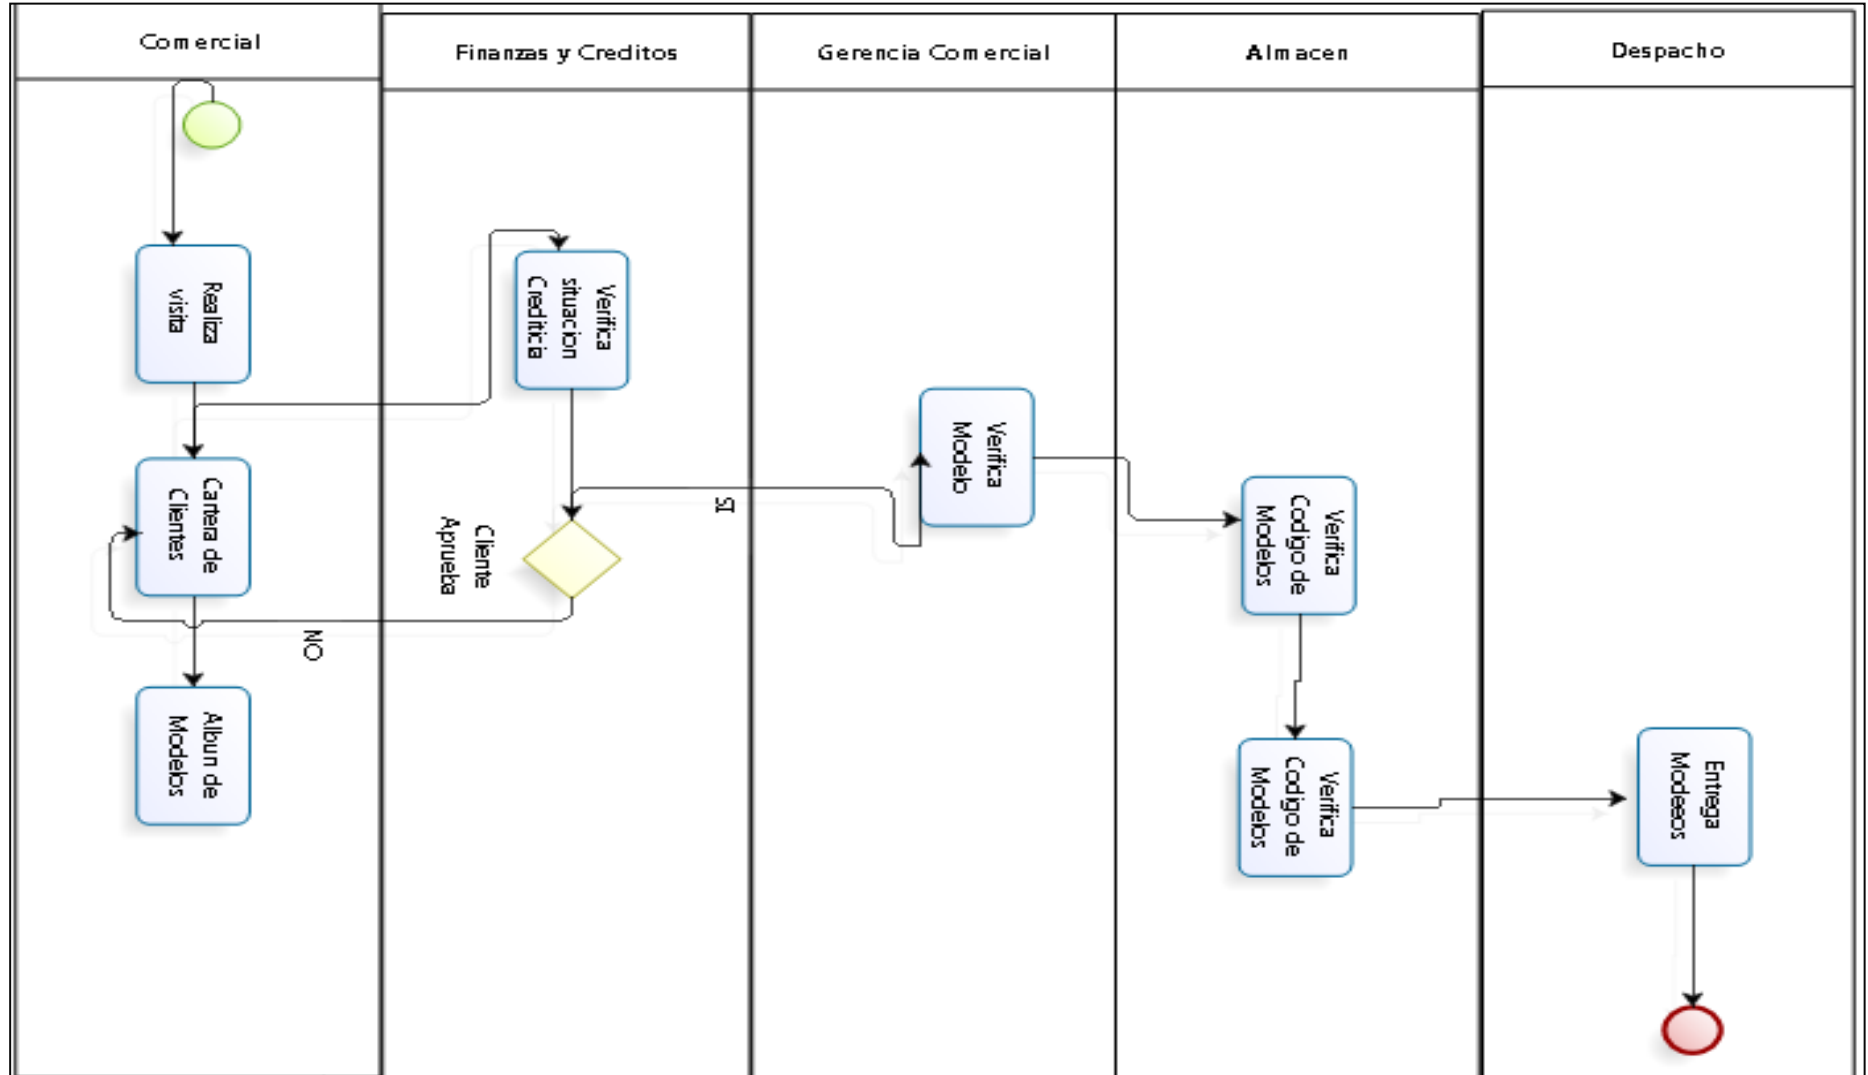 Comercial
Finanzas y Creditos
Gerencia Comercial
Almacen
Despacho
Realiza
visita
Cartera de
Clientes
Albun de
Modelos
Verifica
situacion
Crediticia
Cliente
Aprueba
SI
NO
Verifica
Modelo
Verifica
Codigo de
Modelos
Verifica
Codigo de
Modelos
Entrega
Modeeos